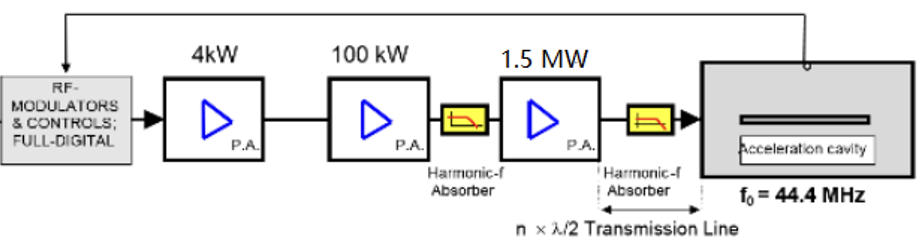 4kW
100 kW
1.5 MW
RF-
MODULATORS
& CONTROLS;
FULL-DIGITAL
P.A.
P.A.
P.A.
Harmonic-f
Absorber
Harmonic-f
Absorber
Acceleration cavity
f₀ = 44.4 MHz
n × λ/2 Transmission Line